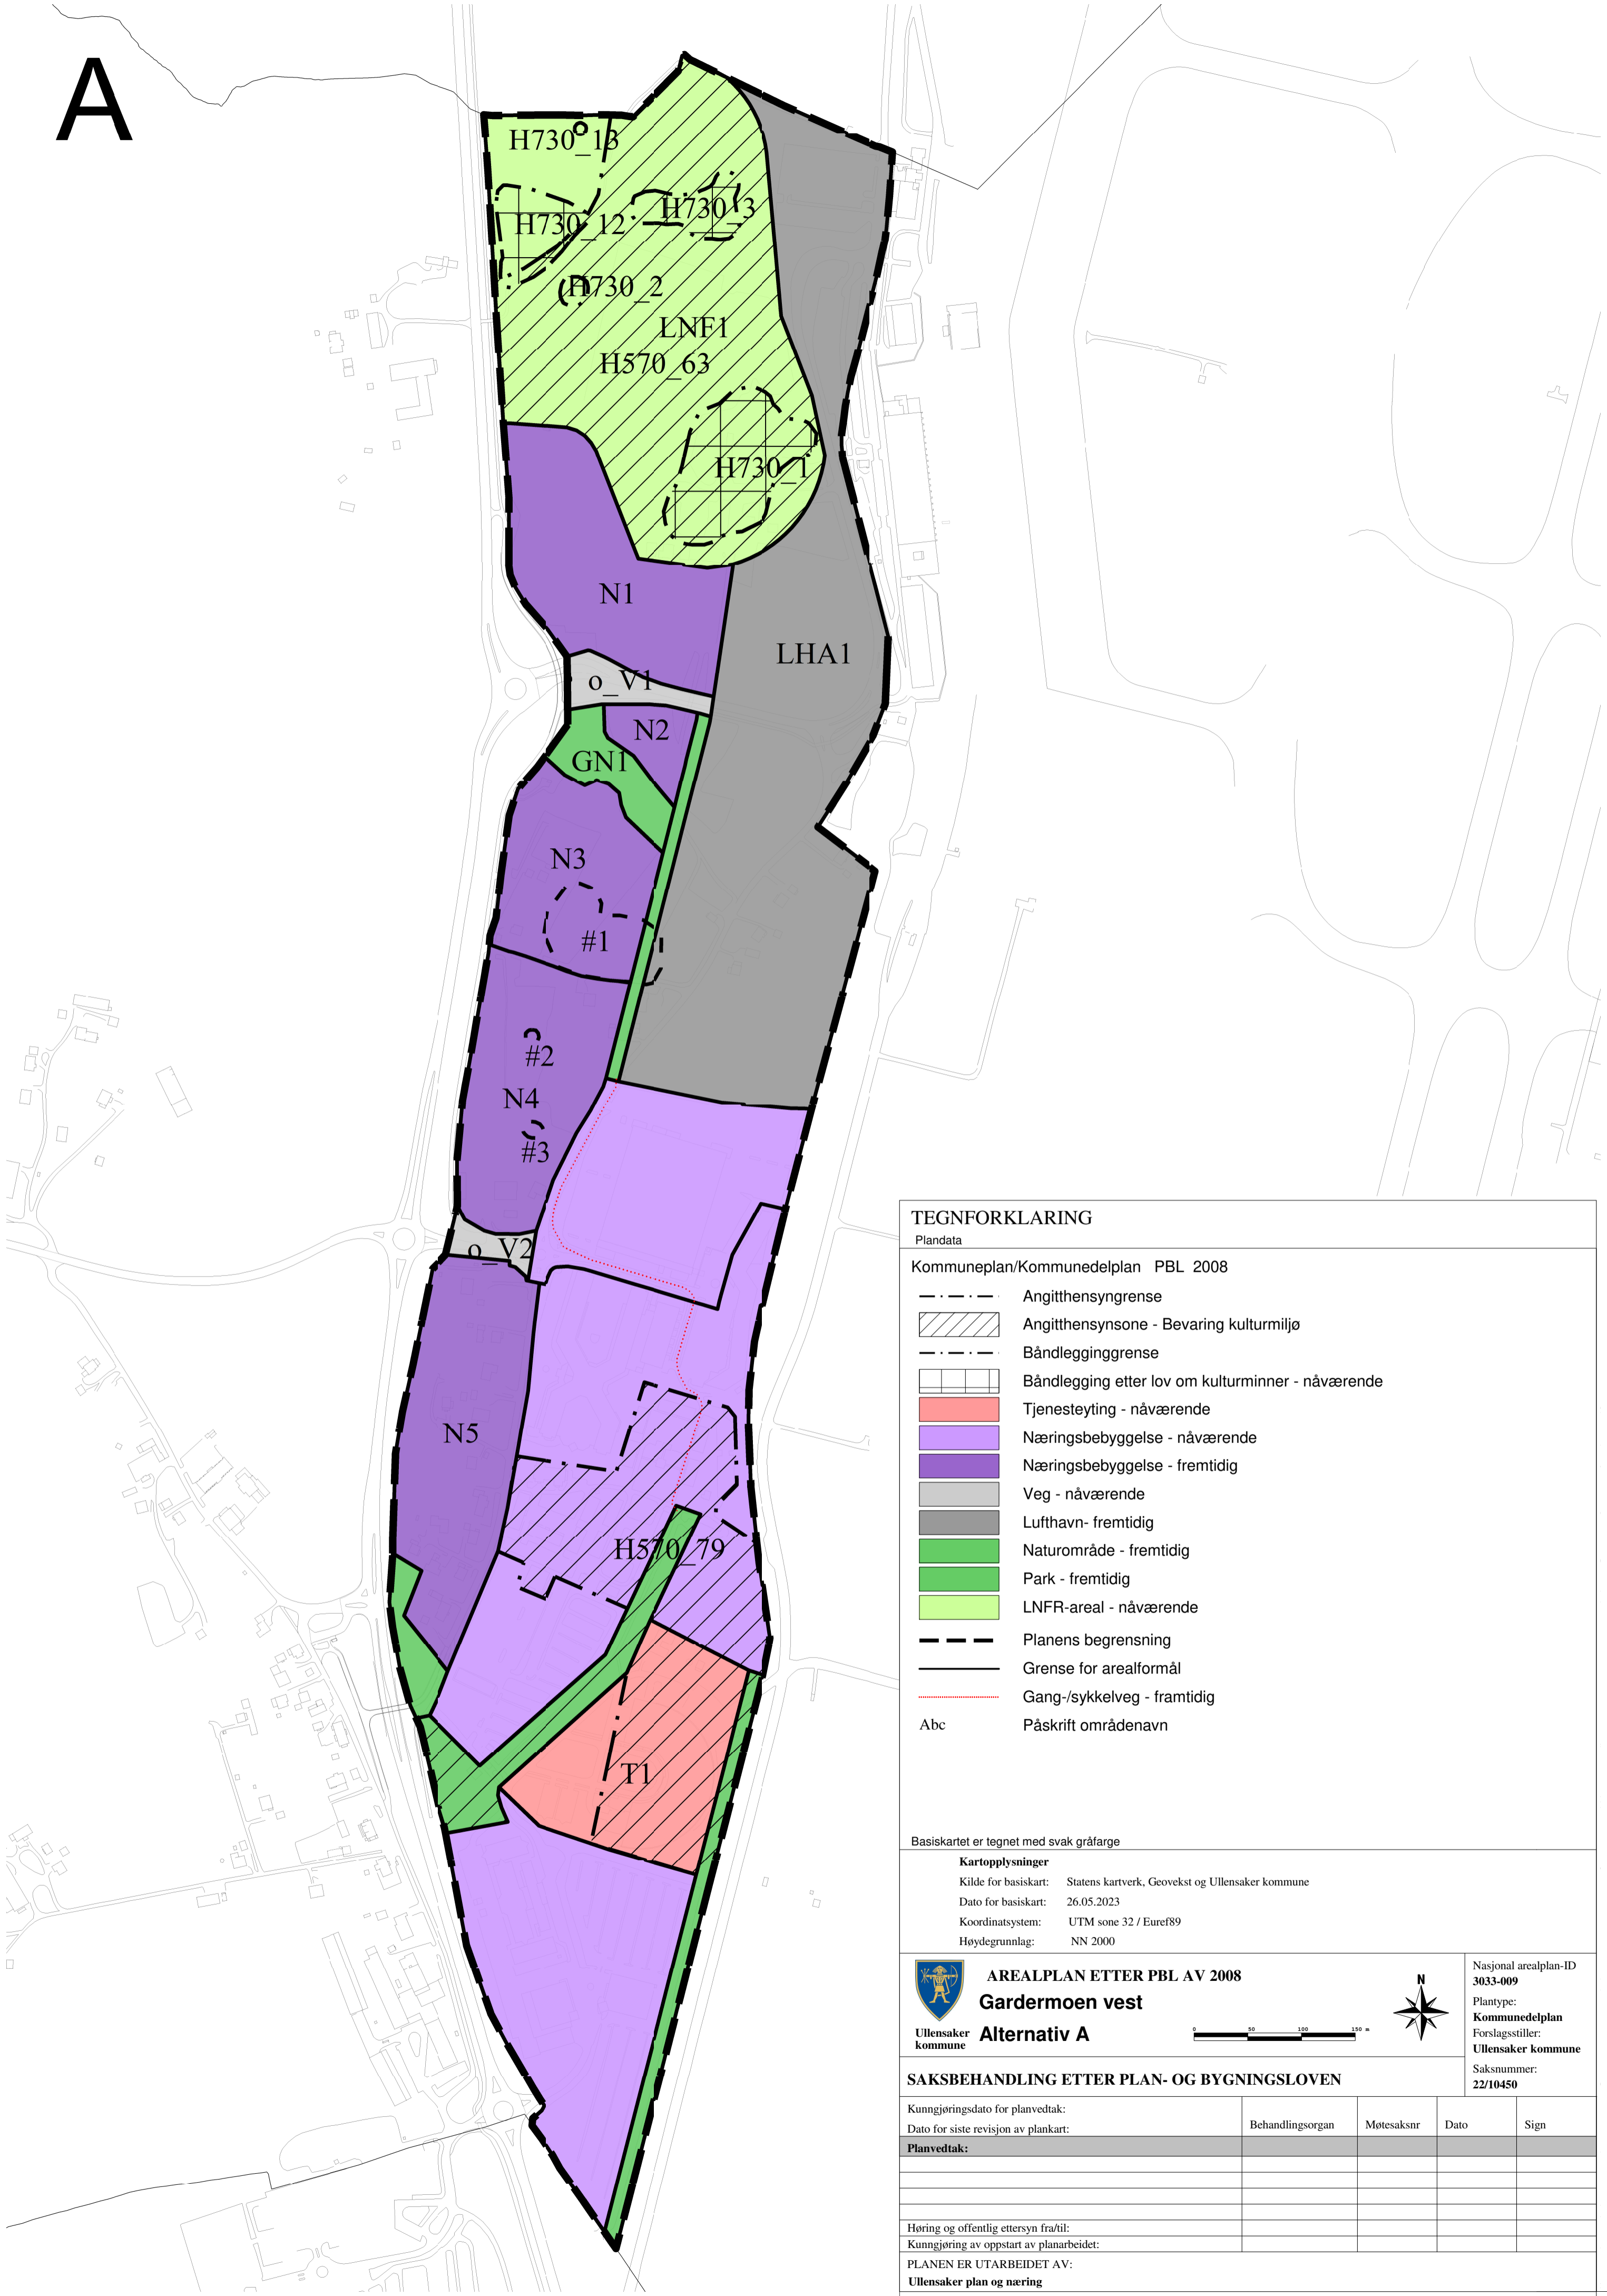 A
H730_13
H730_12
H730_3
H730_2
LNF1
H570_63
H730_1
N1
LHA1
o_V1
N2
GN1
N3
#1
#2
N4
#3
o_V2
N5
H570_79
T1
TEGNFORKLARING
Plandata
Kommuneplan/Kommunedelplan PBL 2008
Angitthensyngrense
Angitthensynsone - Bevaring kulturmiljø
Båndlegginggrense
Båndlegging etter lov om kulturminner - nåværende
Tjenesteyting - nåværende
Næringsbebyggelse - nåværende
Næringsbebyggelse - fremtidig
Veg - nåværende
Lufthavn- fremtidig
Naturområde - fremtidig
Park - fremtidig
LNFR-areal - nåværende
Planens begrensning
Grense for arealformål
Gang-/sykkelveg - framtidig
Abc Påskrift områdenavn
Basiskartet er tegnet med svak gråfarge
Kartopplysninger
Kilde for basiskart: Statens kartverk, Geovekst og Ullensaker kommune
Dato for basiskart: 26.05.2023
Koordinatsystem: UTM sone 32 / Euref89
Høydegrunnlag: NN 2000
AREALPLAN ETTER PBL AV 2008
Gardermoen vest
Alternativ A
Ullensaker
kommune
0 50 100 150 m
N
Nasjonal arealplan-ID
3033-009
Plantype:
Kommunedelplan
Forslagsstiller:
Ullensaker kommune
Saksnummer:
22/10450
SAKSBEHANDLING ETTER PLAN- OG BYGNINGSLOVEN
Kunngjøringsdato for planvedtak:
Dato for siste revisjon av plankart:
Behandlingsorgan Møtesaksnr Dato Sign
Planvedtak:
Høring og offentlig ettersyn fra/til:
Kunngjøring av oppstart av planarbeidet:
PLANEN ER UTARBEIDET AV:
Ullensaker plan og næring